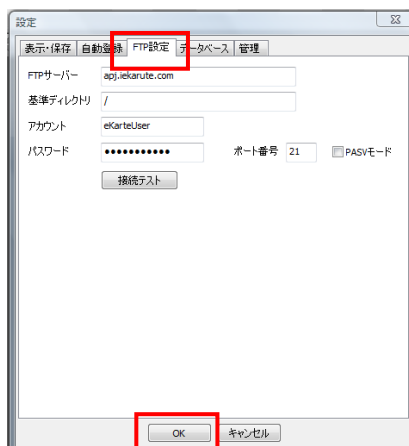 設定
表示・保存 自動登録 FTP設定 データベース 管理
FTPサーバー apj.iekarute.com
基準ディレクトリ /
アカウント eKarteUser
パスワード ●●●●●●●●●●● ポート番号 21 PASVモード
接続テスト
OK キャンセル